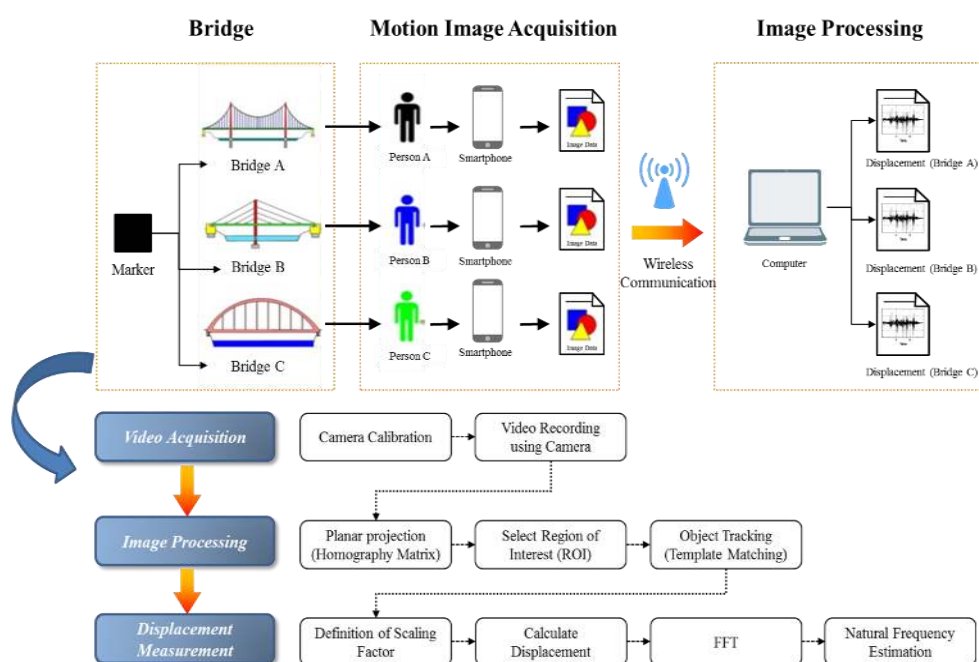 Bridge
Motion Image Acquisition
Image Processing
Marker
Bridge A
Bridge B
Bridge C
Person A
Smartphone
Image Data
Person B
Smartphone
Image Data
Person C
Smartphone
Image Data
Wireless
Communication
Computer
Displacement (Bridge A)
Displacement (Bridge B)
Displacement (Bridge C)
Video Acquisition
Camera Calibration
Video Recording
using Camera
Image Processing
Planar projection
(Homography Matrix)
Select Region of
Interest (ROI)
Object Tracking
(Template Matching)
Displacement
Measurement
Definition of Scaling
Factor
Calculate
Displacement
FFT
Natural Frequency
Estimation